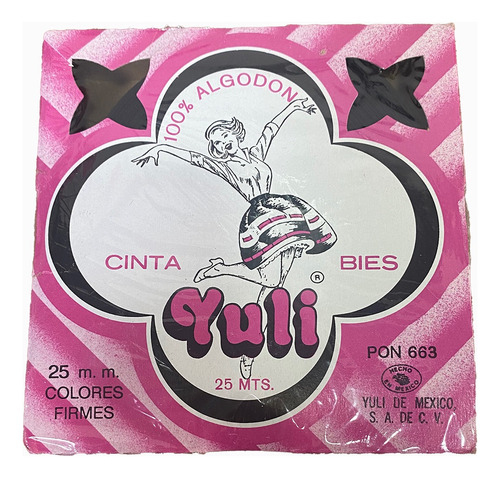 100% ALGODON
CINTA BIES
Yuli ®
25 MTS.
25 m. m.
COLORES
FIRMES
PON 663
HECHO
EN MEXICO
YULI DE MEXICO,
S. A. DE C. V.